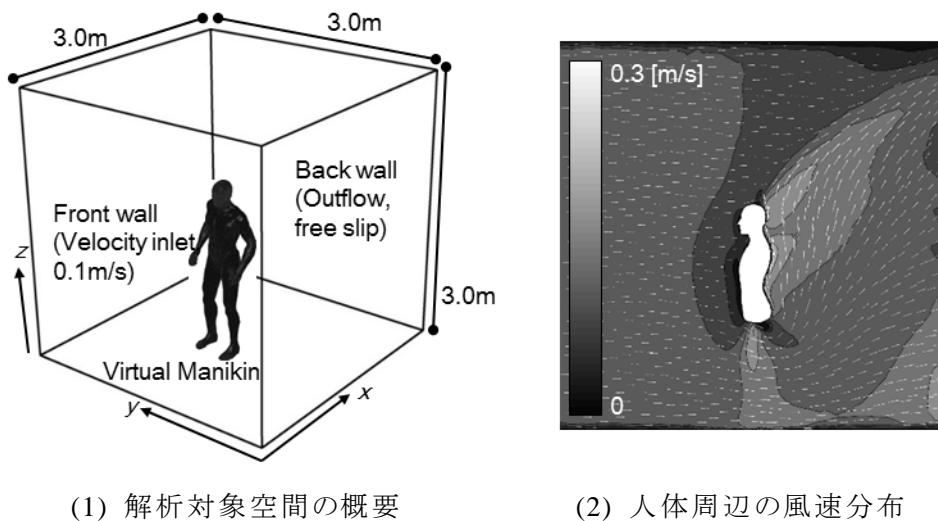 3.0m
3.0m
0.3 [m/s]
Back wall
(Outflow,
free slip)
Front wall
(Velocity inlet
0.1m/s)
z
3.0m
Virtual Manikin
x
y
0
(1) 解析対象空間の概要
(2) 人体周辺の風速分布